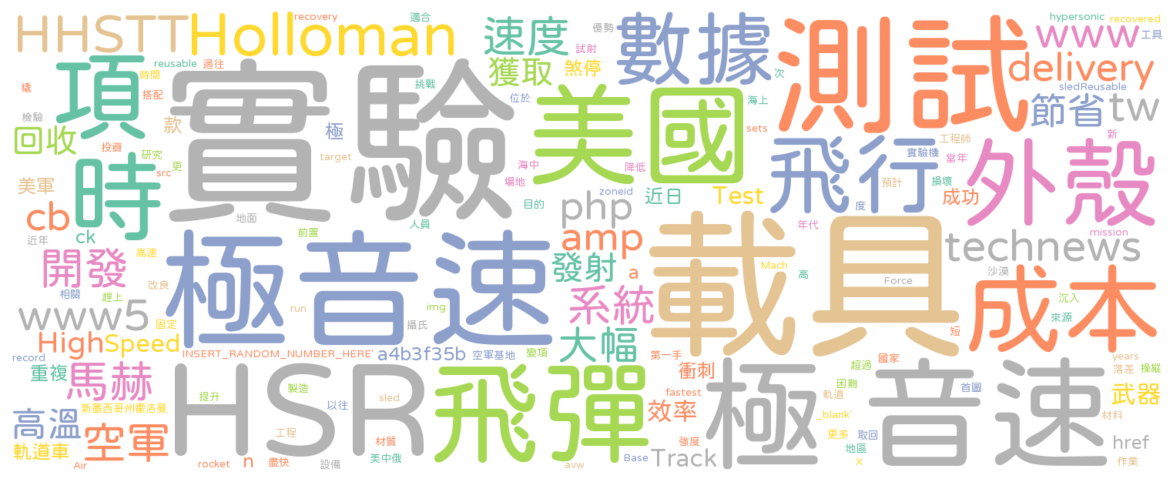 HHSTT
Holloman
recovery
適合
速度
優勢
試射
數據
測試
www
hypersonic
recovered
工具
reusable
過往
時間
橇
搭配
項
獲取
煞停
挑戰
位於
次
delivery
sledReusable
節省
tw
檢驗
款
極
實驗
美國
海上
sets
工程師
新
回收
投資
研究
更
src
target
海中
場地
降低
飛行
實驗機
當年
外殼
美軍
時
zoneid
近日
Test
預計
損壞
成功
cb
近年
ck
地面
前置
人員
目的
php
年代
度
mission
開發
高速
改良
極音速
發射
amp
a
載具
technews
相關
趕上
run
攝氏
img
系統
Mach
高
Force
沙漠
成本
沉入
來源
www5
固定
High
Speed
INSERT_RANDOM_NUMBER_HERE'
a4b3f35b
空軍基地
變項
大幅
第一手
短
record
重複
馬赫
提升
製造
以往
sled
HSR
飛彈
衝刺
fastest
極音速
國家
超過
軌道
困難
首圖
years
落差
操縱
武器
高溫
新墨西哥州霍洛曼
軌道車
空軍
工程
材質
美中俄
效率
強度
_blank'
更多
取回
地區
材料
href
Air
rocket
n
盡快
設備
avw
Base
Track
x
作業